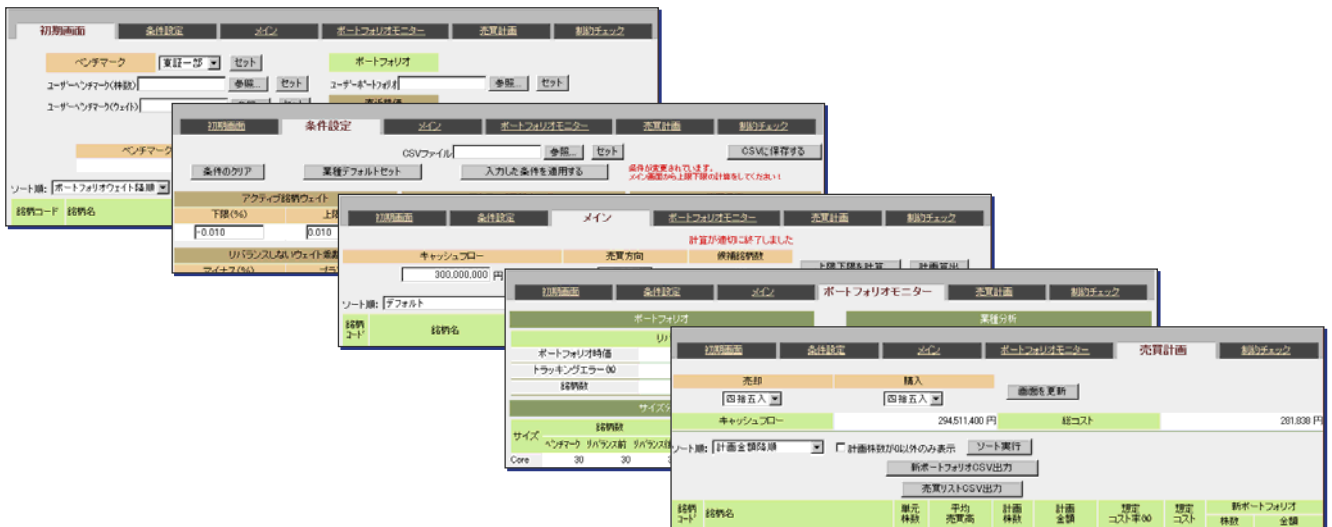 初期画面 条件設定 メイン ポートフォリオモニター 売買計画 制約チェック
ベンチマーク 東証一部 セット ポートフォリオ
ユーザーベンチマーク(株数) 参照... セット ユーザーポートフォリオ 参照... セット
ユーザーベンチマーク(ウェイト)
ベンチマーク
ソート順: ポートフォリオウェイト降順
銘柄コード 銘柄名
初期画面 条件設定 メイン ポートフォリオモニター 売買計画 制約チェック
CSVファイル 参照... セット CSVに保存する
条件のクリア 業種デフォルトセット 入力した条件を適用する 条件が変更されています。
メイン画面から上限下限の計算をしてください!
アクティブ銘柄ウェイト
下限(%) 上限
-0.010 0.010
リバランスしないウェイト乖離
マイナス(%) プラ
初期画面 条件設定 メイン ポートフォリオモニター 売買計画 制約チェック
計算が適切に終了しました
キャッシュフロー 売買方向 候補銘柄数
300,000,000 円 上限下限を計算 計画算出
ソート順: デフォルト
銘柄
コード 銘柄名
初期画面 条件設定 メイン ポートフォリオモニター 売買計画 制約チェック
ポートフォリオ 業種分析
リバ
ポートフォリオ時価
トラッキングエラー(%)
銘柄数
サイズ
銘柄数
サイズ ベンチマーク リバランス前 リバランス後
Core 30 30
初期画面 条件設定 メイン ポートフォリオモニター 売買計画 制約チェック
売却 購入
四捨五入 四捨五入 画面を更新
キャッシュフロー 294,511,400 円 総コスト 281,838 円
ソート順: 計画金額降順 計画株数が0以外のみ表示 ソート実行
新ポートフォリオCSV出力
売買リストCSV出力
銘柄コード 銘柄名 単元株数 平均売買高 計画株数 計画金額 想定コスト率(%) 想定コスト 新ポートフォリオ
株数 金額